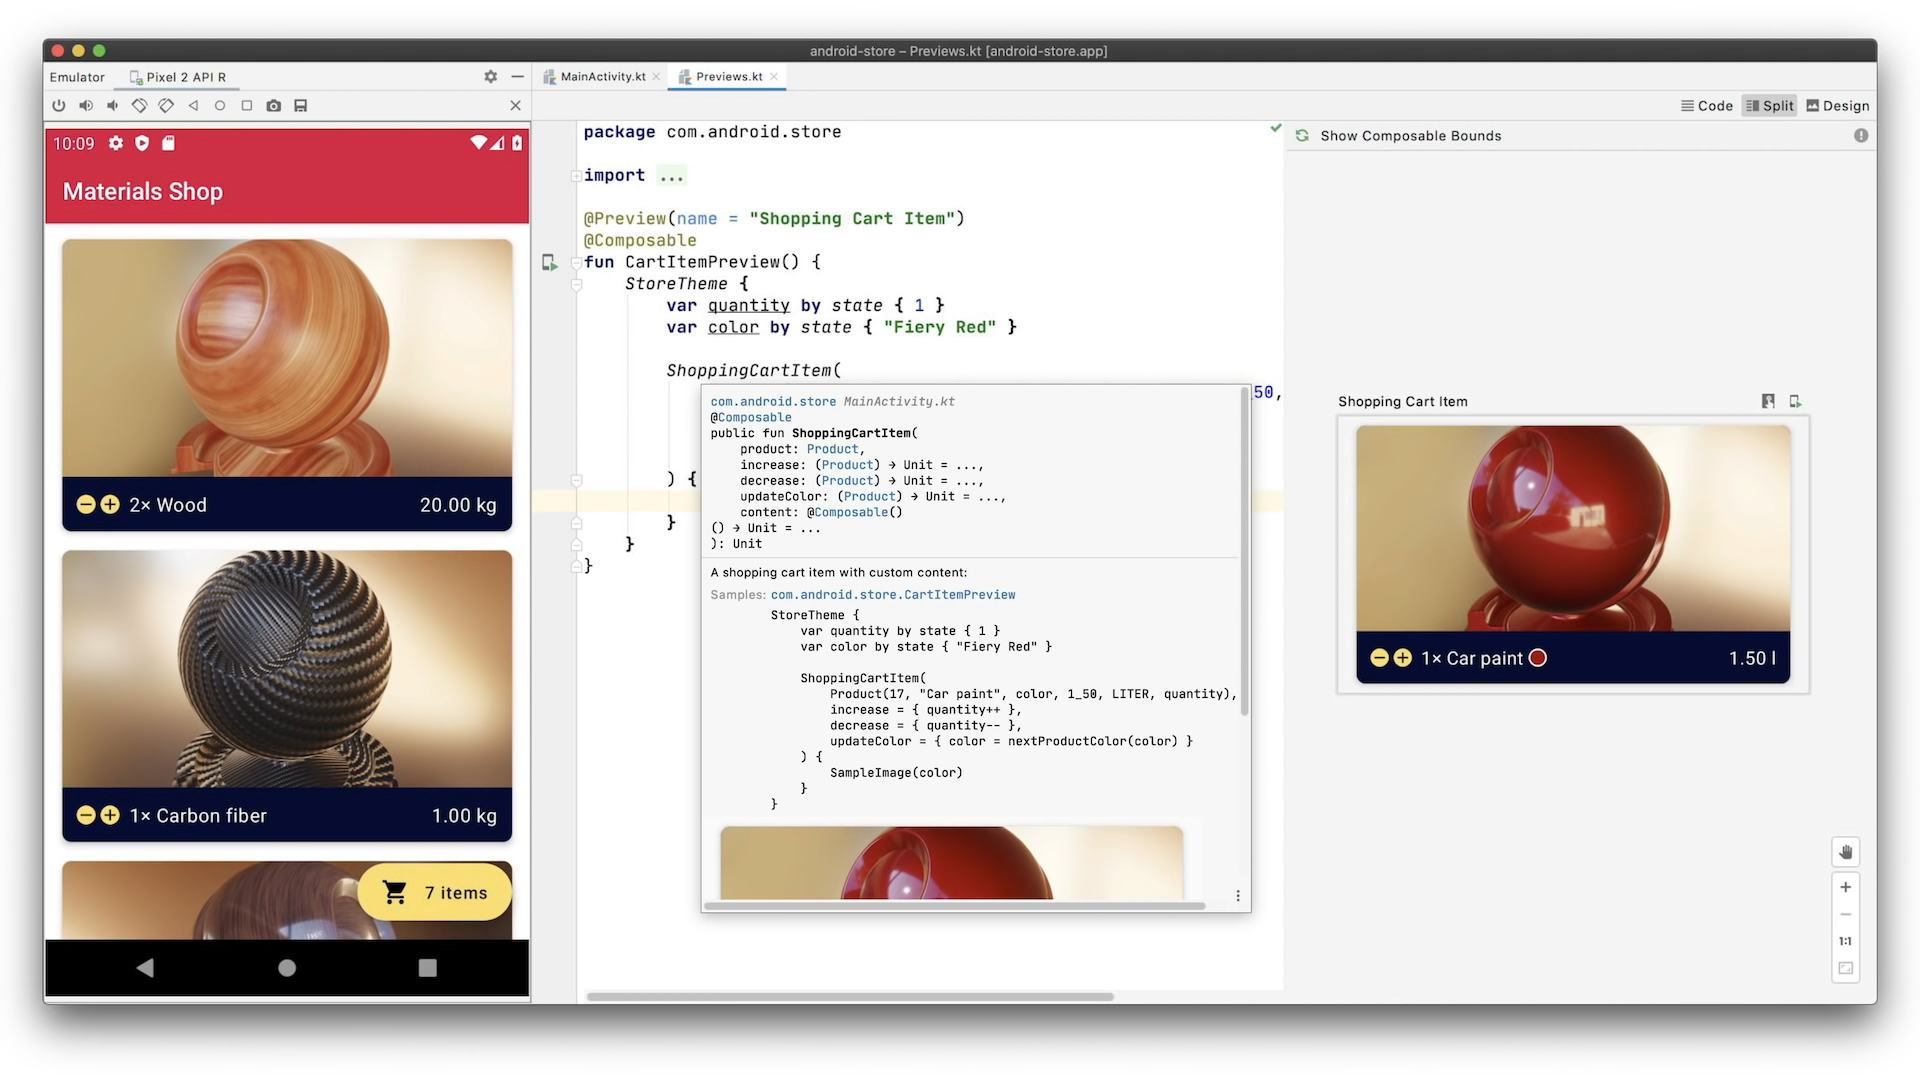 android-store – Previews.kt [android-store.app]
Emulator
Pixel 2 API R
MainActivity.kt
Previews.kt
Code
Split
Design
10:09
Materials Shop
2× Wood
20.00 kg
1× Carbon fiber
1.00 kg
7 items
package com.android.store
import ...
@Preview(name = "Shopping Cart Item")
@Composable
fun CartItemPreview() {
StoreTheme {
var quantity by state { 1 }
var color by state { "Fiery Red" }
ShoppingCartItem(
50,
) {
}
}
}
com.android.store MainActivity.kt
@Composable
public fun ShoppingCartItem(
product: Product,
increase: (Product) → Unit = ...,
decrease: (Product) → Unit = ...,
updateColor: (Product) → Unit = ...,
content: @Composable()
() → Unit = ...
): Unit
A shopping cart item with custom content:
Samples: com.android.store.CartItemPreview
StoreTheme {
var quantity by state { 1 }
var color by state { "Fiery Red" }
ShoppingCartItem(
Product(17, "Car paint", color, 1_50, LITER, quantity),
increase = { quantity++ },
decrease = { quantity-- },
updateColor = { color = nextProductColor(color) }
) {
SampleImage(color)
}
}
Show Composable Bounds
Shopping Cart Item
1× Car paint
1.50 l
1:1